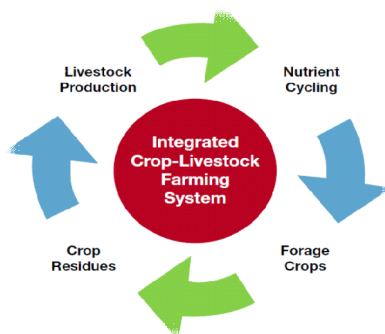 Livestock
Production
Nutrient
Cycling
Integrated
Crop-Livestock
Farming
System
Crop
Residues
Forage
Crops